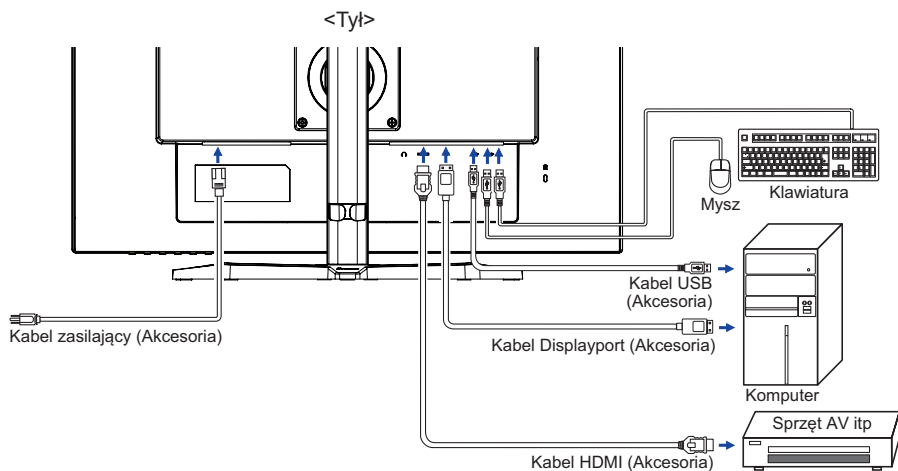 <Tył>
Klawiatura
Mysz
Kabel USB
(Akcesoria)
Kabel zasilający (Akcesoria)
Kabel Displayport (Akcesoria)
Komputer
Sprzęt AV itp
Kabel HDMI (Akcesoria)